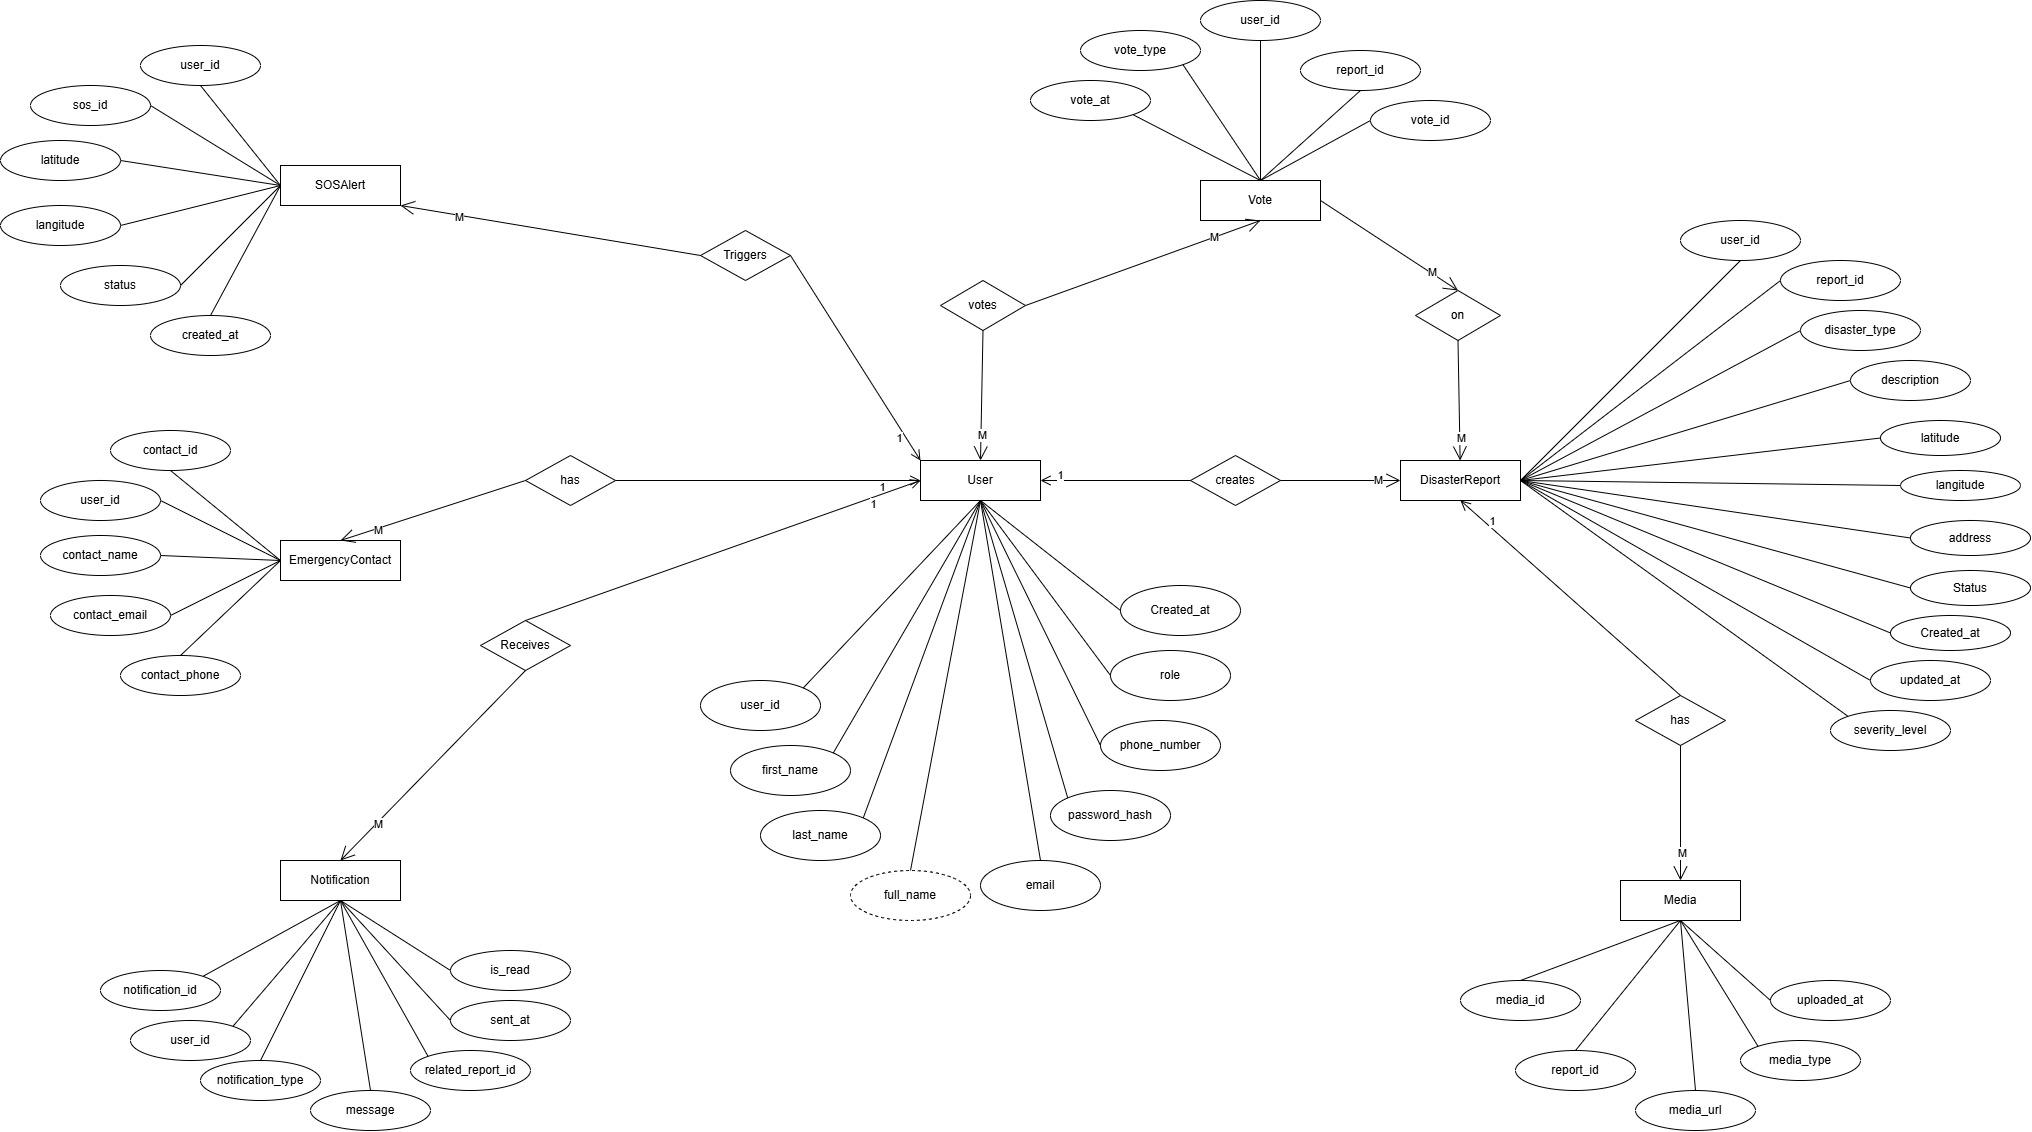 user_id
vote_type
user_id
report_id
vote_at
vote_id
sos_id
latitude
SOSAlert
langitude
status
created_at
M
Triggers
1
Vote
M
votes
M
M
on
M
user_id
report_id
disaster_type
description
latitude
langitude
address
Status
Created_at
updated_at
severity_level
contact_id
user_id
contact_name
contact_email
contact_phone
EmergencyContact
M
has
1
1
User
1
creates
M
DisasterReport
1
Receives
M
Created_at
role
phone_number
password_hash
email
full_name
last_name
first_name
user_id
has
M
Notification
notification_id
user_id
notification_type
message
related_report_id
sent_at
is_read
Media
media_id
report_id
media_url
media_type
uploaded_at